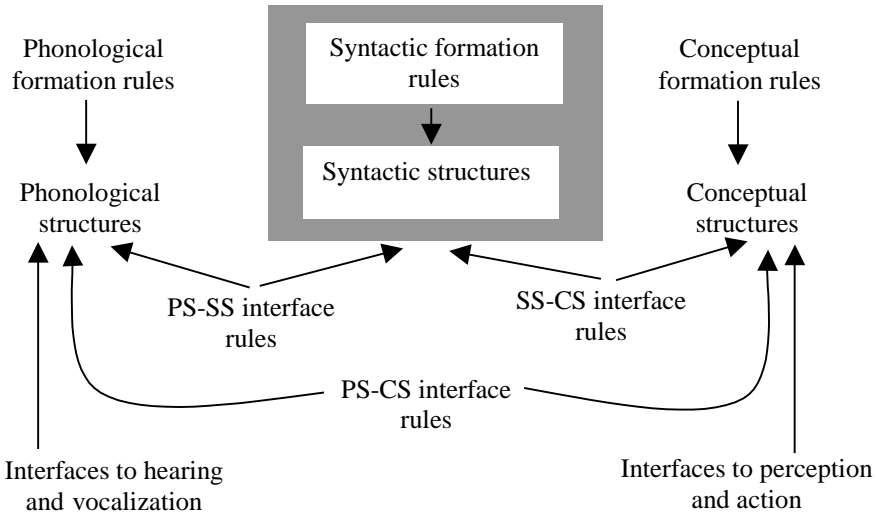 Phonological
formation rules
Syntactic formation
rules
Conceptual
formation rules
Phonological
structures
Syntactic structures
Conceptual
structures
PS-SS interface
rules
SS-CS interface
rules
PS-CS interface
rules
Interfaces to hearing
and vocalization
Interfaces to perception
and action